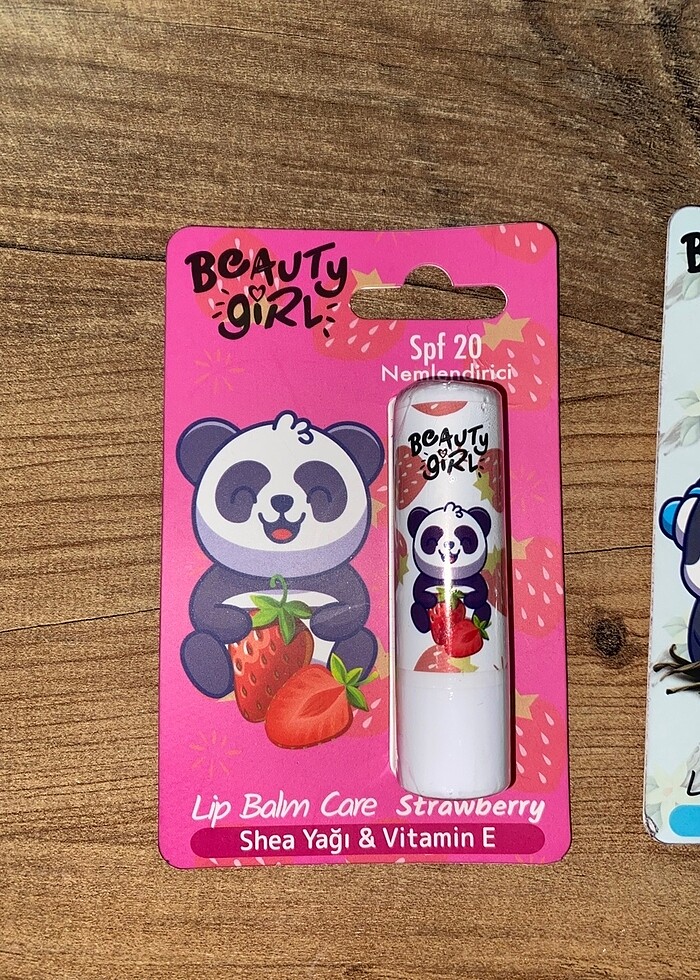 BEAUTY
GIRL
Spf 20
Nemlendirici
BEAUTY
GIRL
Lip Balm Care Strawberry
Shea Yağı & Vitamin E